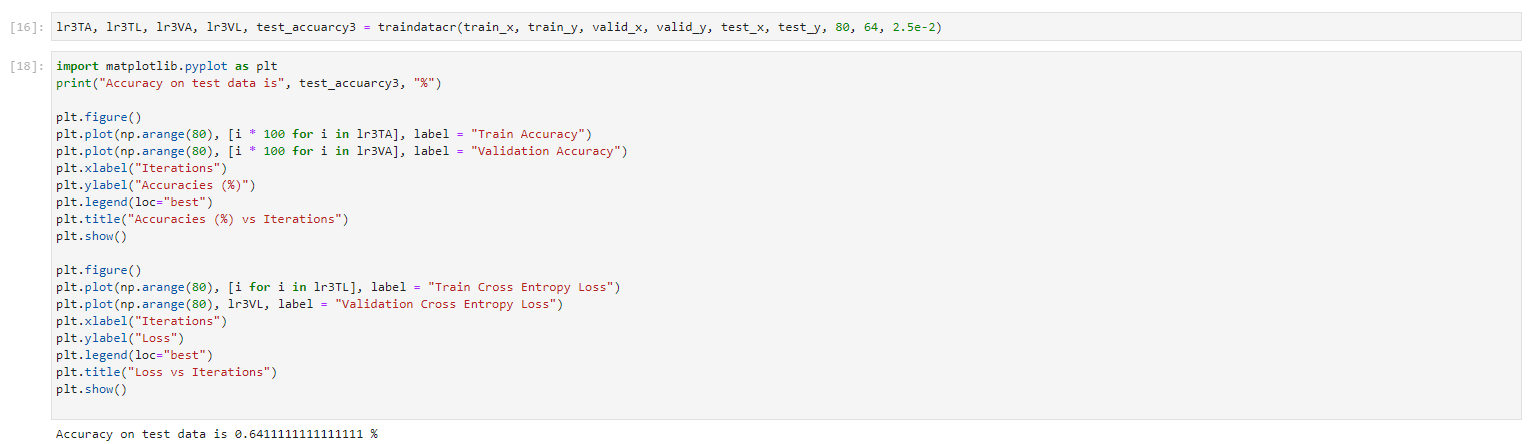 [16]: lr3TA, lr3TL, lr3VA, lr3VL, test_accuarcy3 = traindatacr(train_x, train_y, valid_x, valid_y, test_x, test_y, 80, 64, 2.5e-2)
[18]: import matplotlib.pyplot as plt
print("Accuracy on test data is", test_accuarcy3, "%")
plt.figure()
plt.plot(np.arange(80), [i * 100 for i in lr3TA], label = "Train Accuracy")
plt.plot(np.arange(80), [i * 100 for i in lr3VA], label = "Validation Accuracy")
plt.xlabel("Iterations")
plt.ylabel("Accuracies (%)")
plt.legend(loc="best")
plt.title("Accuracies (%) vs Iterations")
plt.show()
plt.figure()
plt.plot(np.arange(80), [i for i in lr3TL], label = "Train Cross Entropy Loss")
plt.plot(np.arange(80), lr3VL, label = "Validation Cross Entropy Loss")
plt.xlabel("Iterations")
plt.ylabel("Loss")
plt.legend(loc="best")
plt.title("Loss vs Iterations")
plt.show()
Accuracy on test data is 0.6411111111111111 %